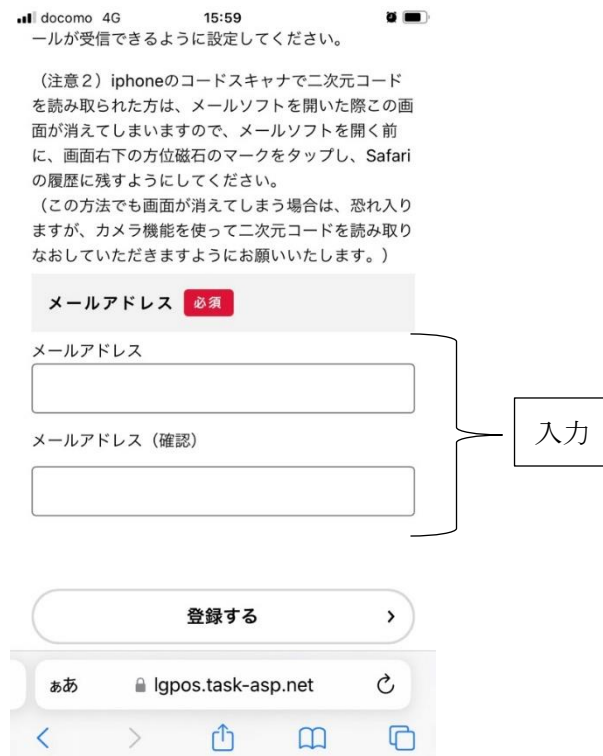 docomo 4G 15:59
ールが受信できるように設定してください。
（注意２）iphoneのコードスキャナで二次元コード
を読み取られた方は、メールソフトを開いた際この画
面が消えてしまいますので、メールソフトを開く前
に、画面右下の方位磁石のマークをタップし、Safari
の履歴に残すようにしてください。
（この方法でも画面が消えてしまう場合は、恐れ入り
ますが、カメラ機能を使って二次元コードを読み取り
なおしていただきますようにお願いいたします。）
メールアドレス 必須
メールアドレス
メールアドレス（確認）
入力
登録する
ぁあ lgpos.task-asp.net